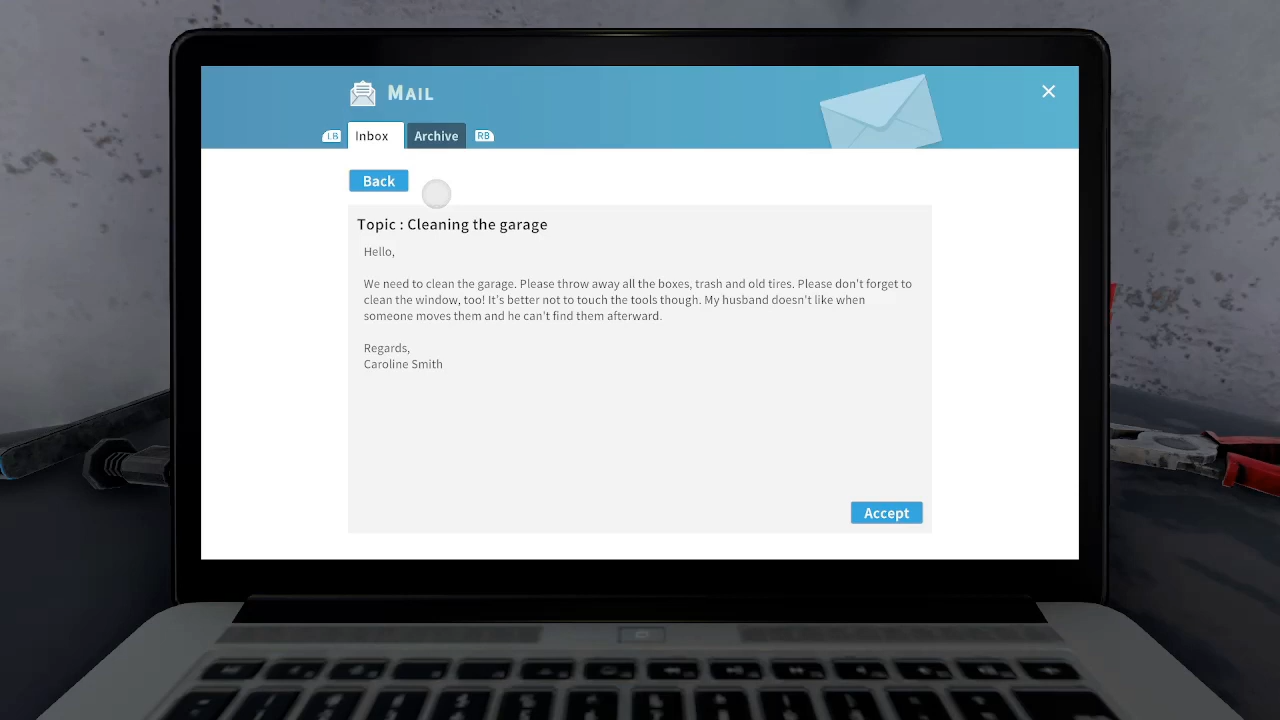 MAIL
LB Inbox Archive RB
Back
Topic : Cleaning the garage
Hello,
We need to clean the garage. Please throw away all the boxes, trash and old tires. Please don't forget to
clean the window, too! It's better not to touch the tools though. My husband doesn't like when
someone moves them and he can't find them afterward.
Regards,
Caroline Smith
Accept